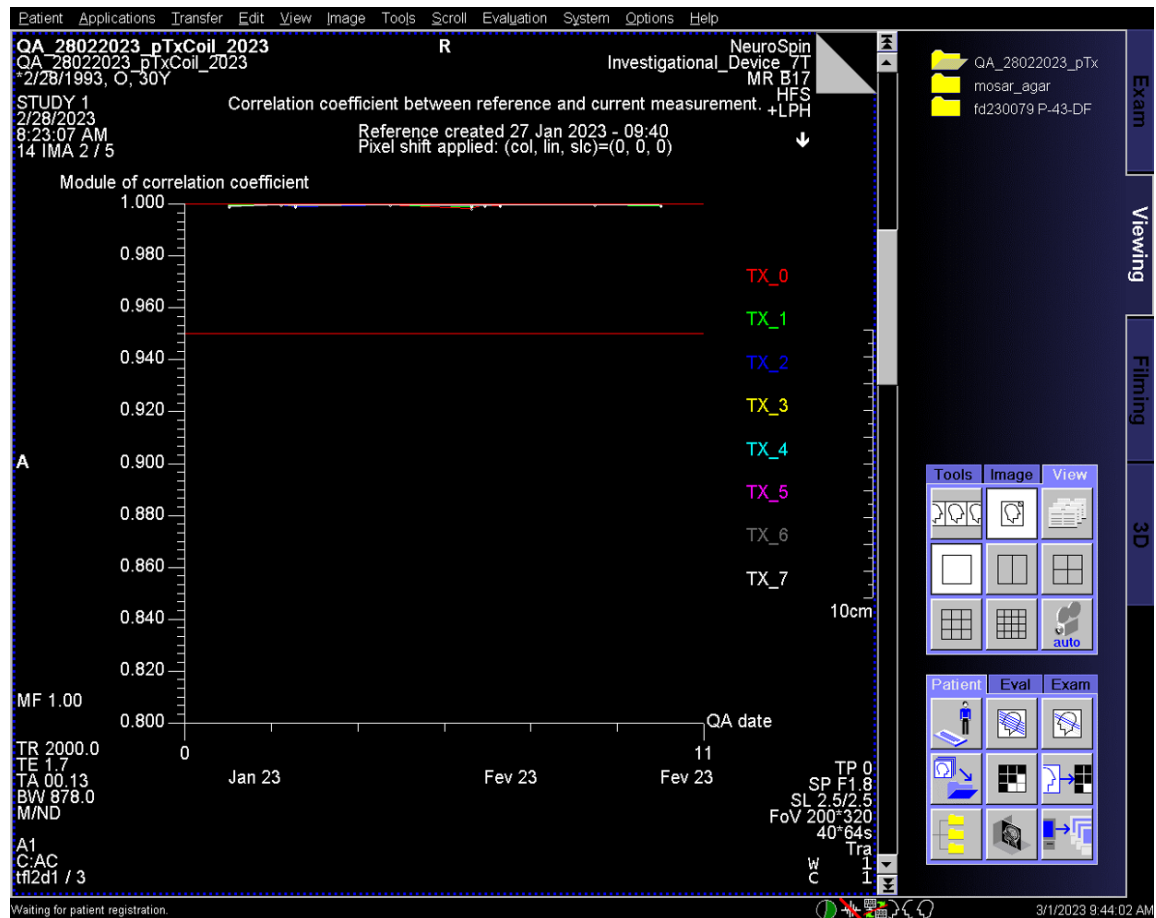 Patient Applications Transfer Edit View Image Tools Scroll Evaluation System Options Help
QA_28022023_pTxCoil_2023
QA_28022023_pTxCoil_2023
*2/28/1993, O, 30Y
STUDY 1
2/28/2023
8:23:07 AM
14 IMA 2 / 5
R
NeuroSpin
Investigational_Device_7T
MR B17
HFS
+LPH
Correlation coefficient between reference and current measurement.
Reference created 27 Jan 2023 - 09:40
Pixel shift applied: (col, lin, slc)=(0, 0, 0)
Module of correlation coefficient
1.000
0.980
0.960
0.940
0.920
0.900
0.880
0.860
0.840
0.820
0.800
A
TX_0
TX_1
TX_2
TX_3
TX_4
TX_5
TX_6
TX_7
10cm
QA date
0
11
Jan 23
Fev 23
Fev 23
MF 1.00
TR 2000.0
TE 1.7
TA 00.13
BW 878.0
M/ND
A1
C:AC
tfl2d1 / 3
TP 0
SP F1.8
SL 2.5/2.5
FoV 200*320
40*64s
Tra
W 1
C 1
QA_28022023_pTx
mosar_agar
fd230079 P-43-DF
Exam
Viewing
Filming
3D
Tools Image View
auto
Patient Eval Exam
Waiting for patient registration.
3/1/2023 9:44:02 AM